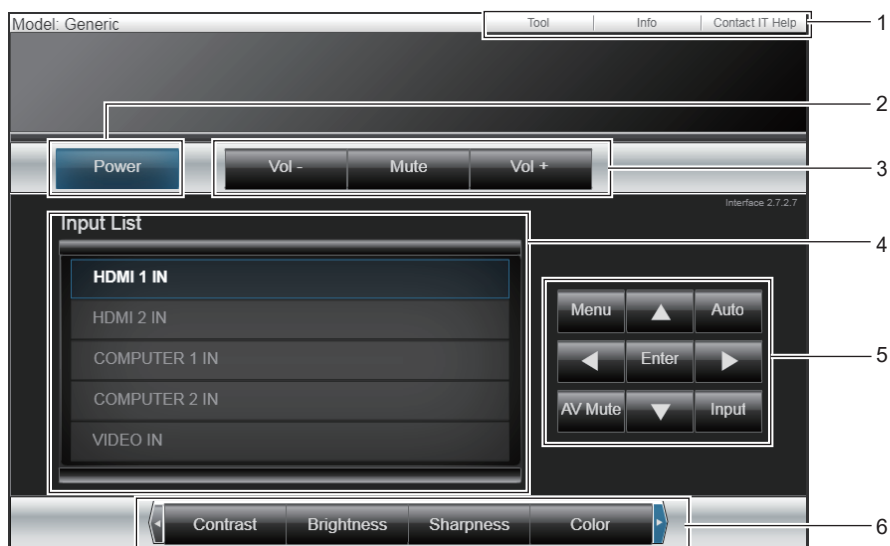 Model: Generic
Tool Info Contact IT Help
1
2
Power Vol - Mute Vol +
3
Interface 2.7.2.7
Input List
4
HDMI 1 IN
HDMI 2 IN
COMPUTER 1 IN
COMPUTER 2 IN
VIDEO IN
Menu Auto
Enter
5
AV Mute Input
Contrast Brightness Sharpness Color
6